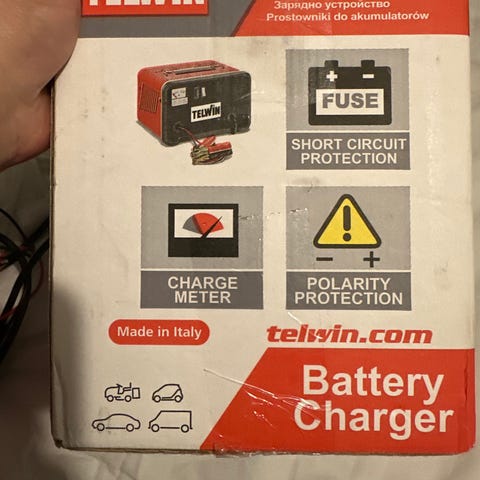 TELWIN
Зарядно устройство
Prostowniki do akumulatorów
TELWIN
+ -
FUSE
SHORT CIRCUIT
PROTECTION
CHARGE
METER
! 
- +
POLARITY
PROTECTION
Made in Italy
telwin.com
Battery
Charger